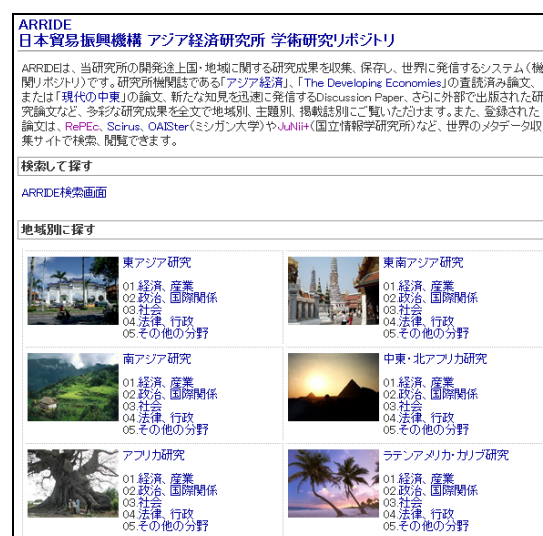 ARRIDE
日本貿易振興機構 アジア経済研究所 学術研究リポジトリ
ARRIDEは、当研究所の開発途上国・地域に関する研究成果を収集、保存し、世界に発信するシステム（機
関リポジトリ）です。研究所機関誌である「アジア経済」、「The Developing Economies」の査読済み論文、
または「現代の中東」の論文、新たな知見を迅速に発信するDiscussion Paper、さらに外部で出版された研
究論文など、多彩な研究成果を全文で地域別、主題別、掲載誌別にご覧いただけます。また、登録された
論文は、RePEc、Scirus、OAISter（ミシガン大学）やJuNii+（国立情報学研究所）など、世界のメタデータ収
集サイトで検索、閲覧できます。
検索して探す
ARRIDE検索画面
地域別に探す
東アジア研究
01.経済、産業
02.政治、国際関係
03.社会
04.法律、行政
05.その他の分野
東南アジア研究
01.経済、産業
02.政治、国際関係
03.社会
04.法律、行政
05.その他の分野
南アジア研究
01.経済、産業
02.政治、国際関係
03.社会
04.法律、行政
05.その他の分野
中東・北アフリカ研究
01.経済、産業
02.政治、国際関係
03.社会
04.法律、行政
05.その他の分野
アフリカ研究
01.経済、産業
02.政治、国際関係
03.社会
04.法律、行政
05.その他の分野
ラテンアメリカ・カリブ研究
01.経済、産業
02.政治、国際関係
03.社会
04.法律、行政
05.その他の分野